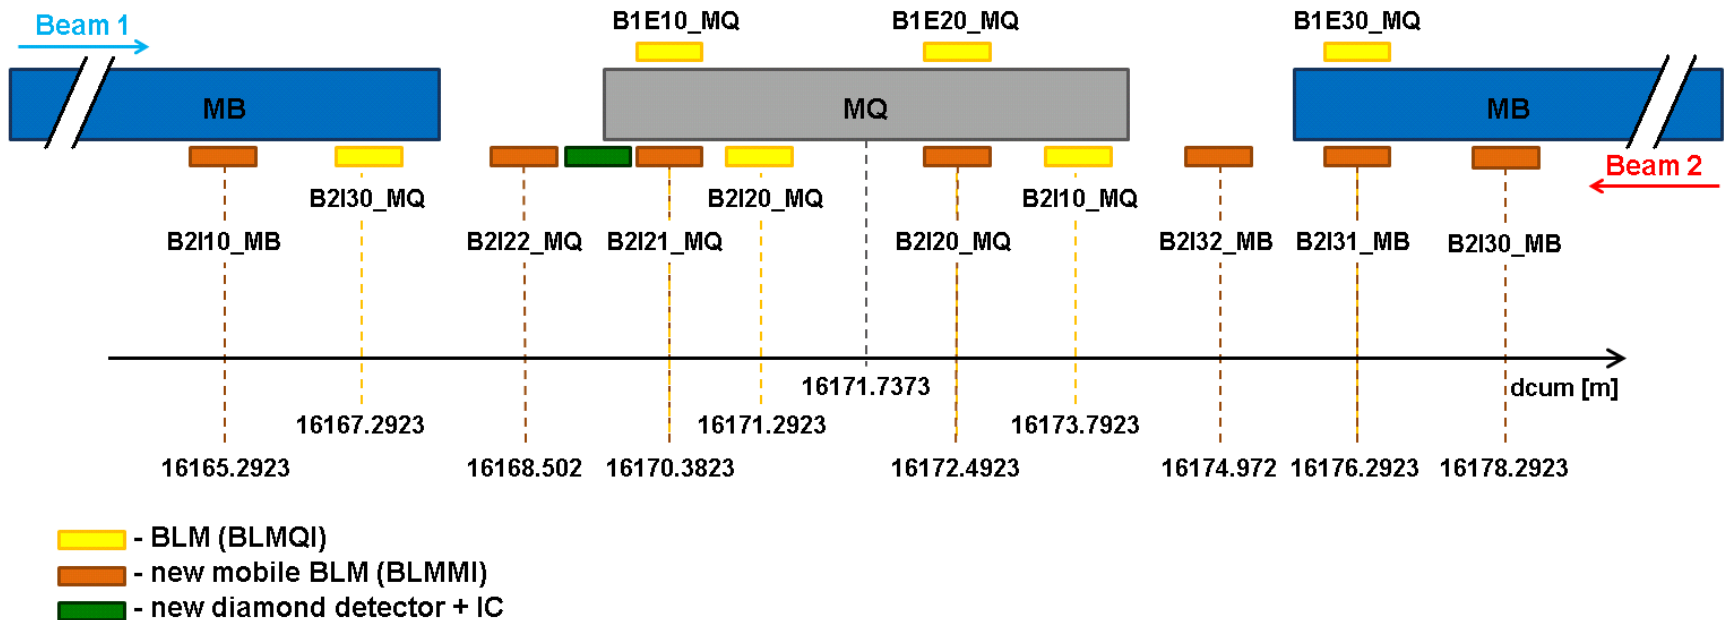 Beam 1
B1E10_MQ
B1E20_MQ
B1E30_MQ
MB
MQ
MB
Beam 2
B2I30_MQ
B2I20_MQ
B2I10_MQ
B2I10_MB
B2I22_MQ
B2I21_MQ
B2I20_MQ
B2I32_MB
B2I31_MB
B2I30_MB
16171.7373
dcum [m]
16167.2923
16171.2923
16173.7923
16165.2923
16168.502
16170.3823
16172.4923
16174.972
16176.2923
16178.2923
- BLM (BLMQI)
- new mobile BLM (BLMMI)
- new diamond detector + IC